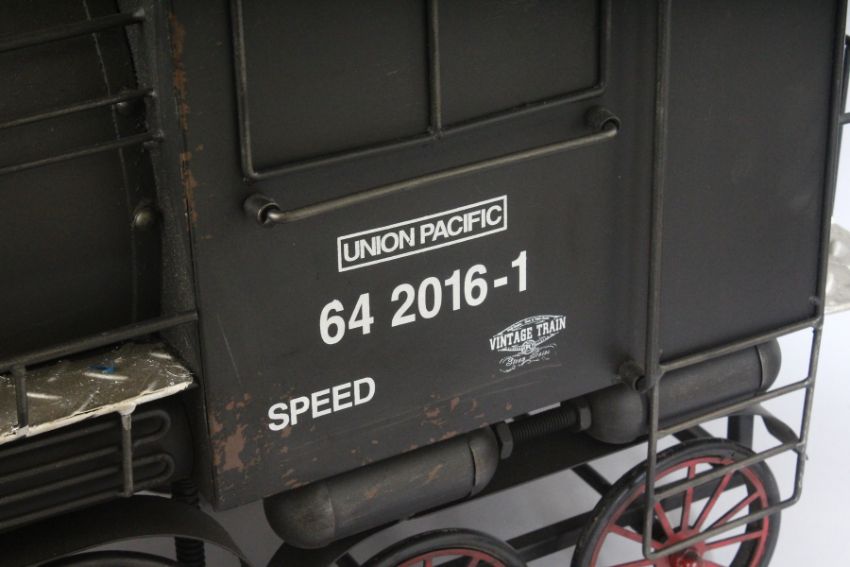 UNION PACIFIC
64 2016-1
VINTAGE TRAIN
SPEED